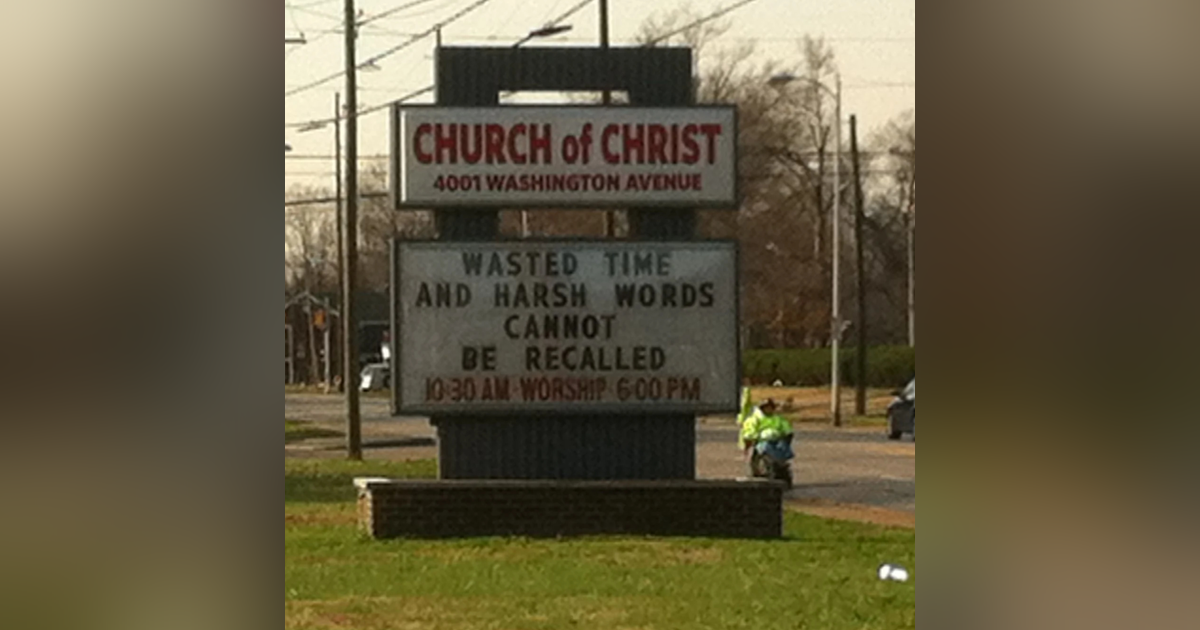 CHURCH of CHRIST
4001 WASHINGTON AVENUE
WASTED TIME
AND HARSH WORDS
CANNOT
BE RECALLED
10:30 AM WORSHIP 6:00 PM